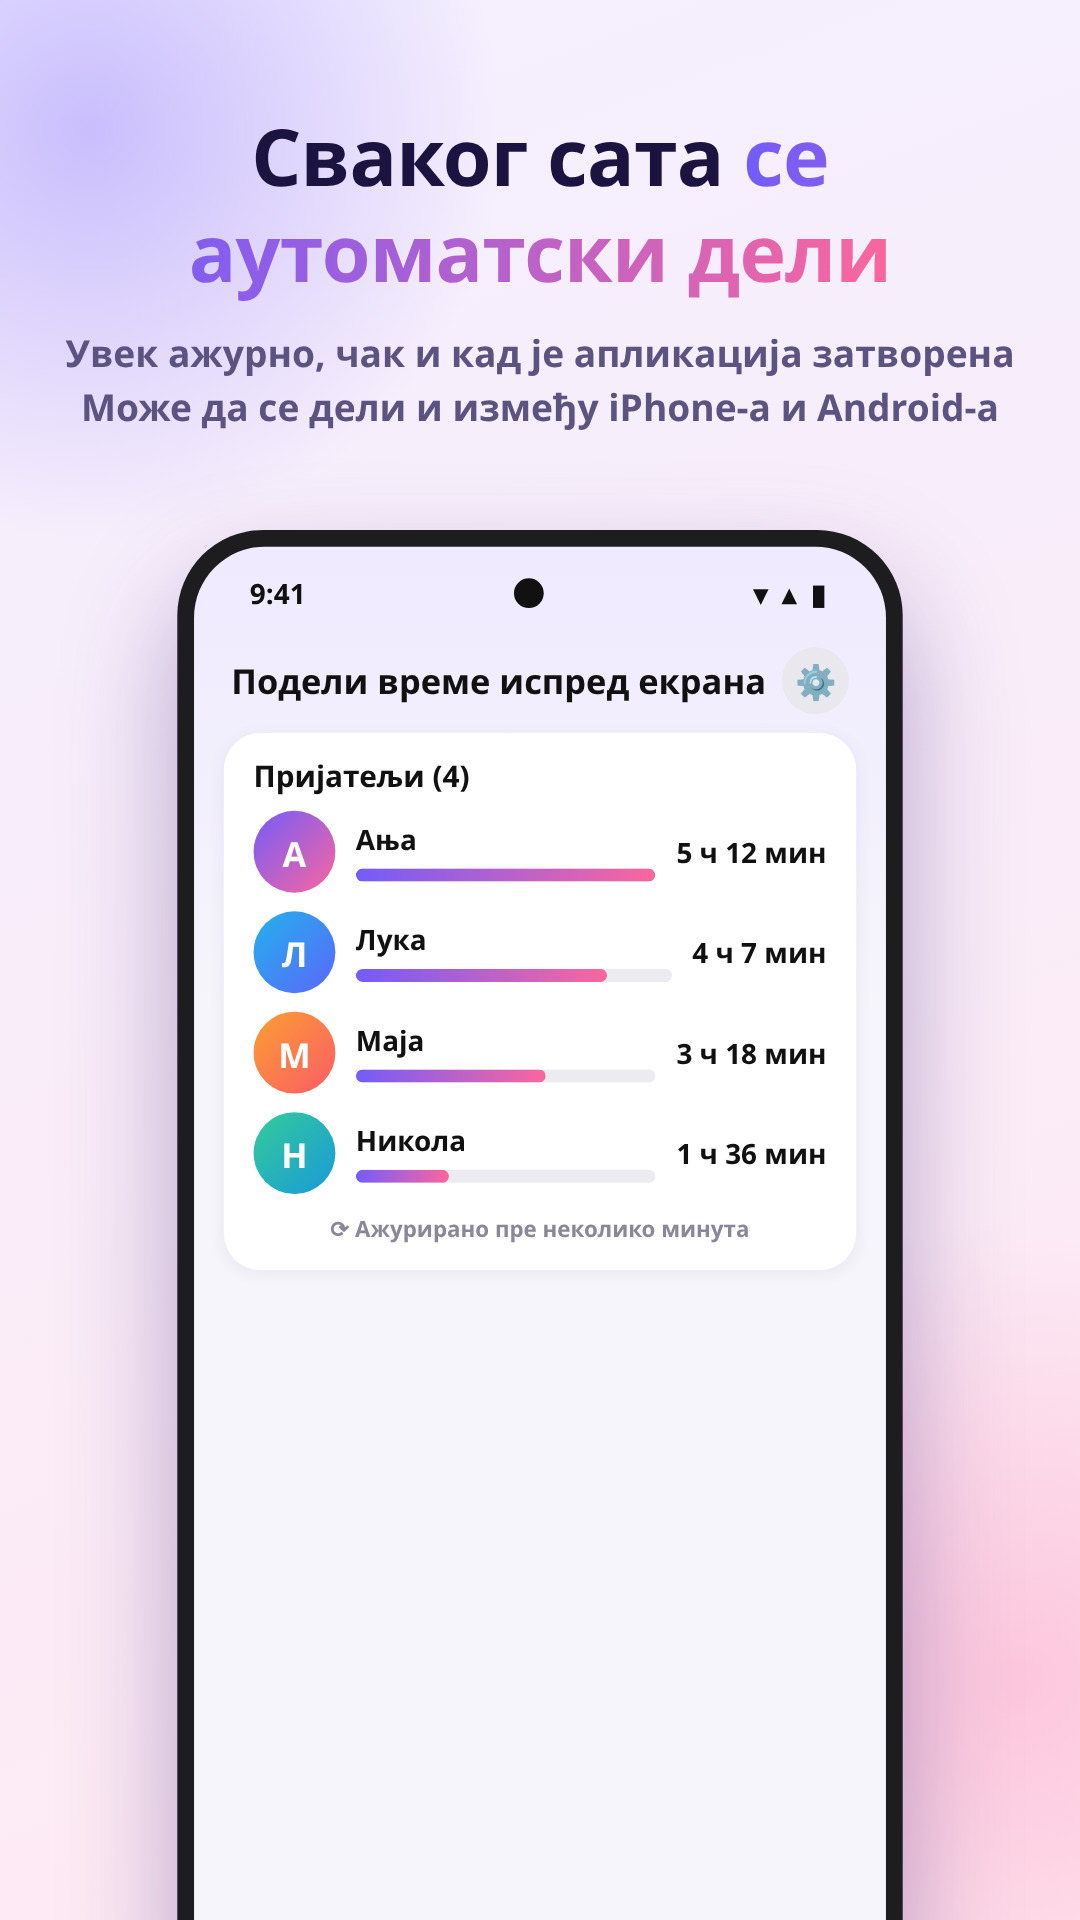 Сваког сата се
аутоматски дели
Увек ажурно, чак и кад је апликација затворена
Може да се дели и између iPhone-а и Android-а
9:41
Подели време испред екрана
Пријатељи (4)
А
Ања
5 ч 12 мин
Л
Лука
4 ч 7 мин
М
Маја
3 ч 18 мин
Н
Никола
1 ч 36 мин
⟳ Ажурирано пре неколико минута